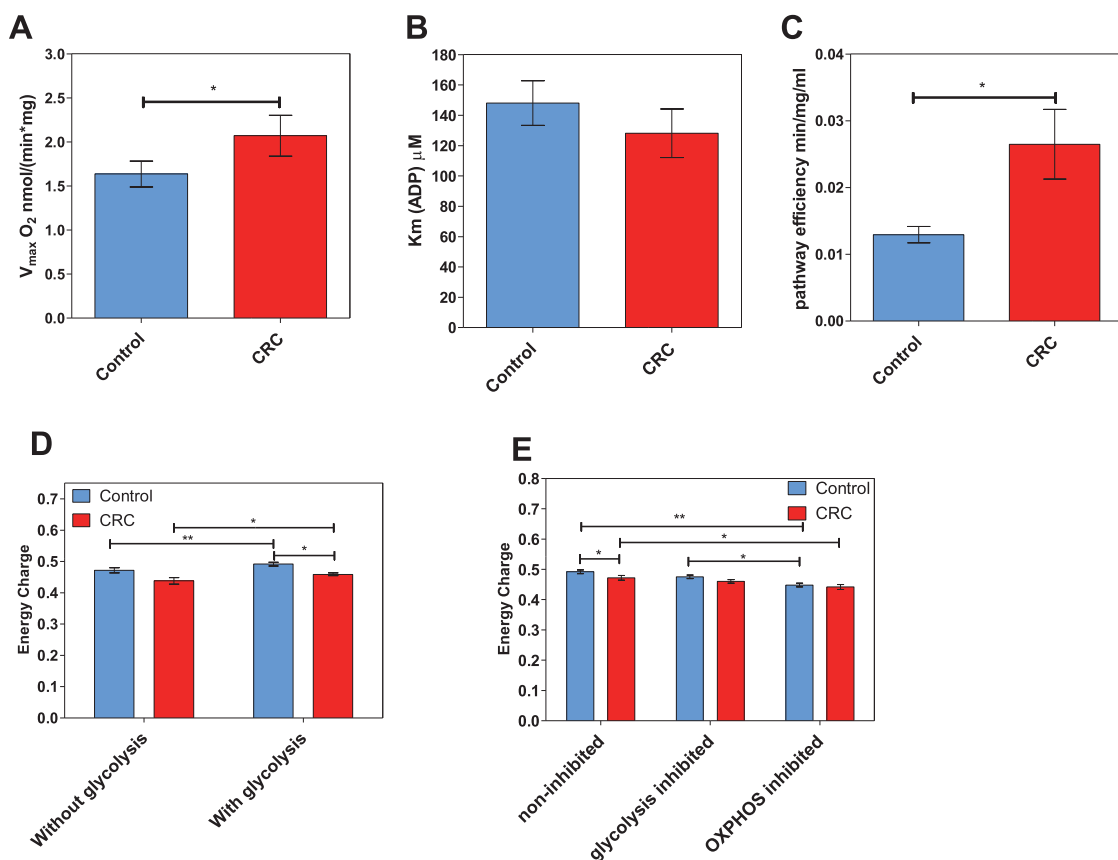 A
V_max O_2 nmol/(min*mg)
3.0
2.5
2.0
1.5
1.0
0.5
0.0
*
Control
CRC
B
Km (ADP) μM
180
160
140
120
100
80
60
40
20
0
Control
CRC
C
pathway efficiency min/mg/ml
0.04
0.03
0.02
0.01
0.00
*
Control
CRC
D
Energy Charge
0.7
0.6
0.5
0.4
0.3
0.2
0.1
0.0
Control
CRC
*
**
*
Without glycolysis
With glycolysis
E
Energy Charge
0.8
0.7
0.6
0.5
0.4
0.3
0.2
0.1
0.0
Control
CRC
**
*
*
*
non-inhibited
glycolysis inhibited
OXPHOS inhibited